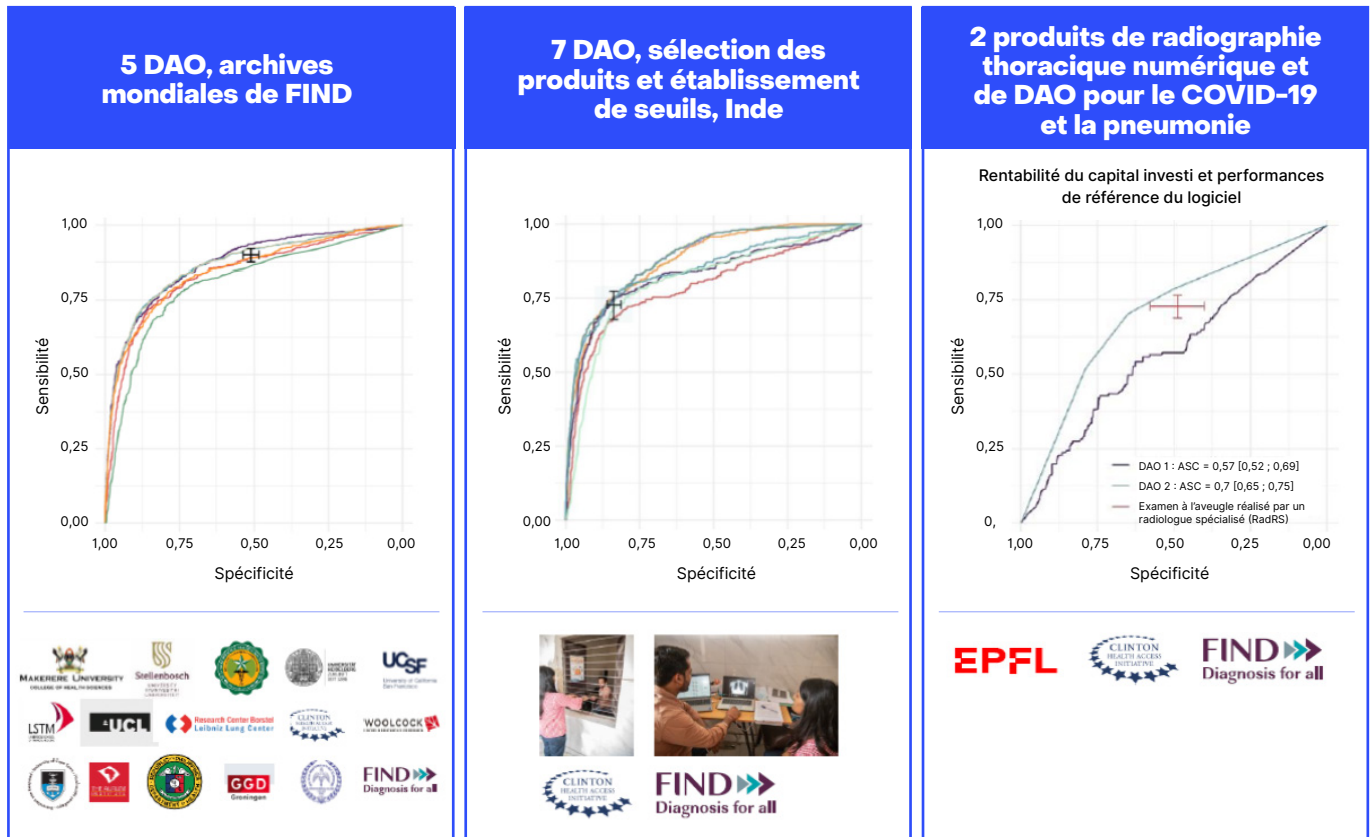 5 DAO, archives
mondiales de FIND
1,00
0,75
0,50
0,25
0,00
Sensibilité
1,00 0,75 0,50 0,25 0,00
Spécificité
MAKERERE UNIVERSITY
COLLEGE OF HEALTH SCIENCES
Stellenbosch
UNIVERSITY
UCSF
University of California
San Francisco
LSTM
UCL
Research Center Borstel
Leibniz Lung Center
CLINTON
HEALTH ACCESS
INITIATIVE
WOOLCOCK
GGD
Groningen
FIND
Diagnosis for all
7 DAO, sélection des
produits et établissement
de seuils, Inde
1,00
0,75
0,50
0,25
0,00
Sensibilité
1,00 0,75 0,50 0,25 0,00
Spécificité
CLINTON
HEALTH ACCESS
INITIATIVE
FIND
Diagnosis for all
2 produits de radiographie
thoracique numérique et
de DAO pour le COVID-19
et la pneumonie
Rentabilité du capital investi et performances
de référence du logiciel
1,00
0,75
0,50
0,25
0,
Sensibilité
DAO 1 : ASC = 0,57 [0,52 ; 0,69]
DAO 2 : ASC = 0,7 [0,65 ; 0,75]
Examen à l'aveugle réalisé par un
radiologue spécialisé (RadRS)
1,00 0,75 0,50 0,25 0,00
Spécificité
EPFL
CLINTON
HEALTH ACCESS
INITIATIVE
FIND
Diagnosis for all